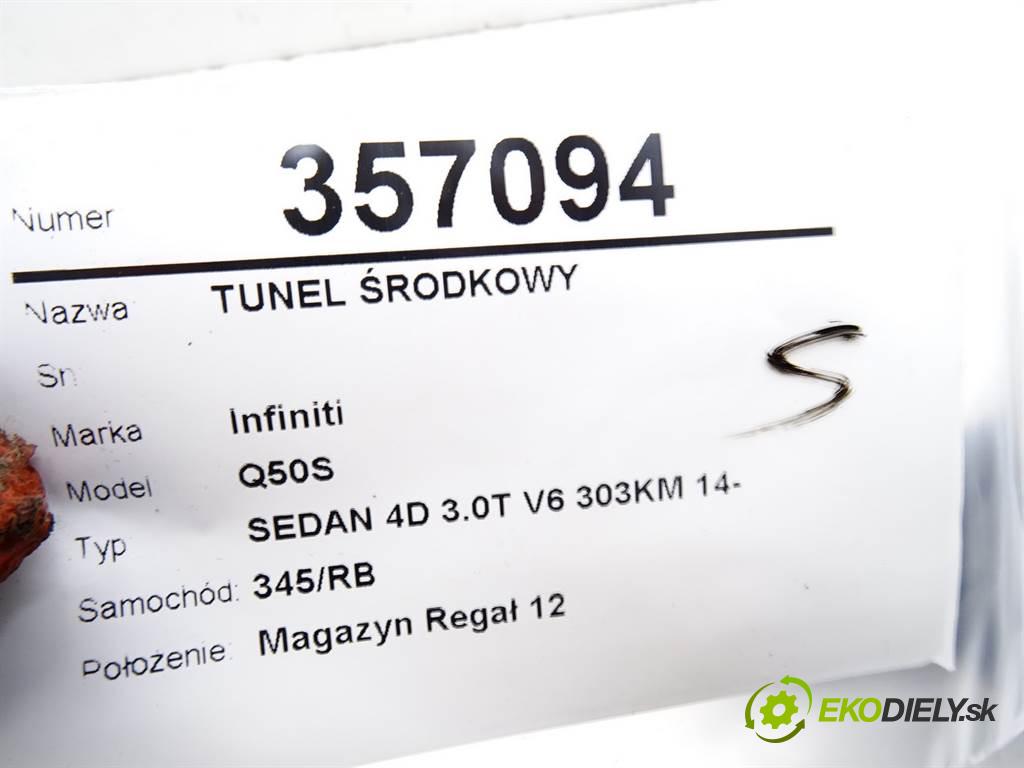 Numer 357094
Nazwa TUNEL ŚRODKOWY
Sn
Marka Infiniti
Model Q50S
Typ SEDAN 4D 3.0T V6 303KM 14-
Samochód: 345/RB
Położenie: Magazyn Regał 12
S
EKODIELY.sk